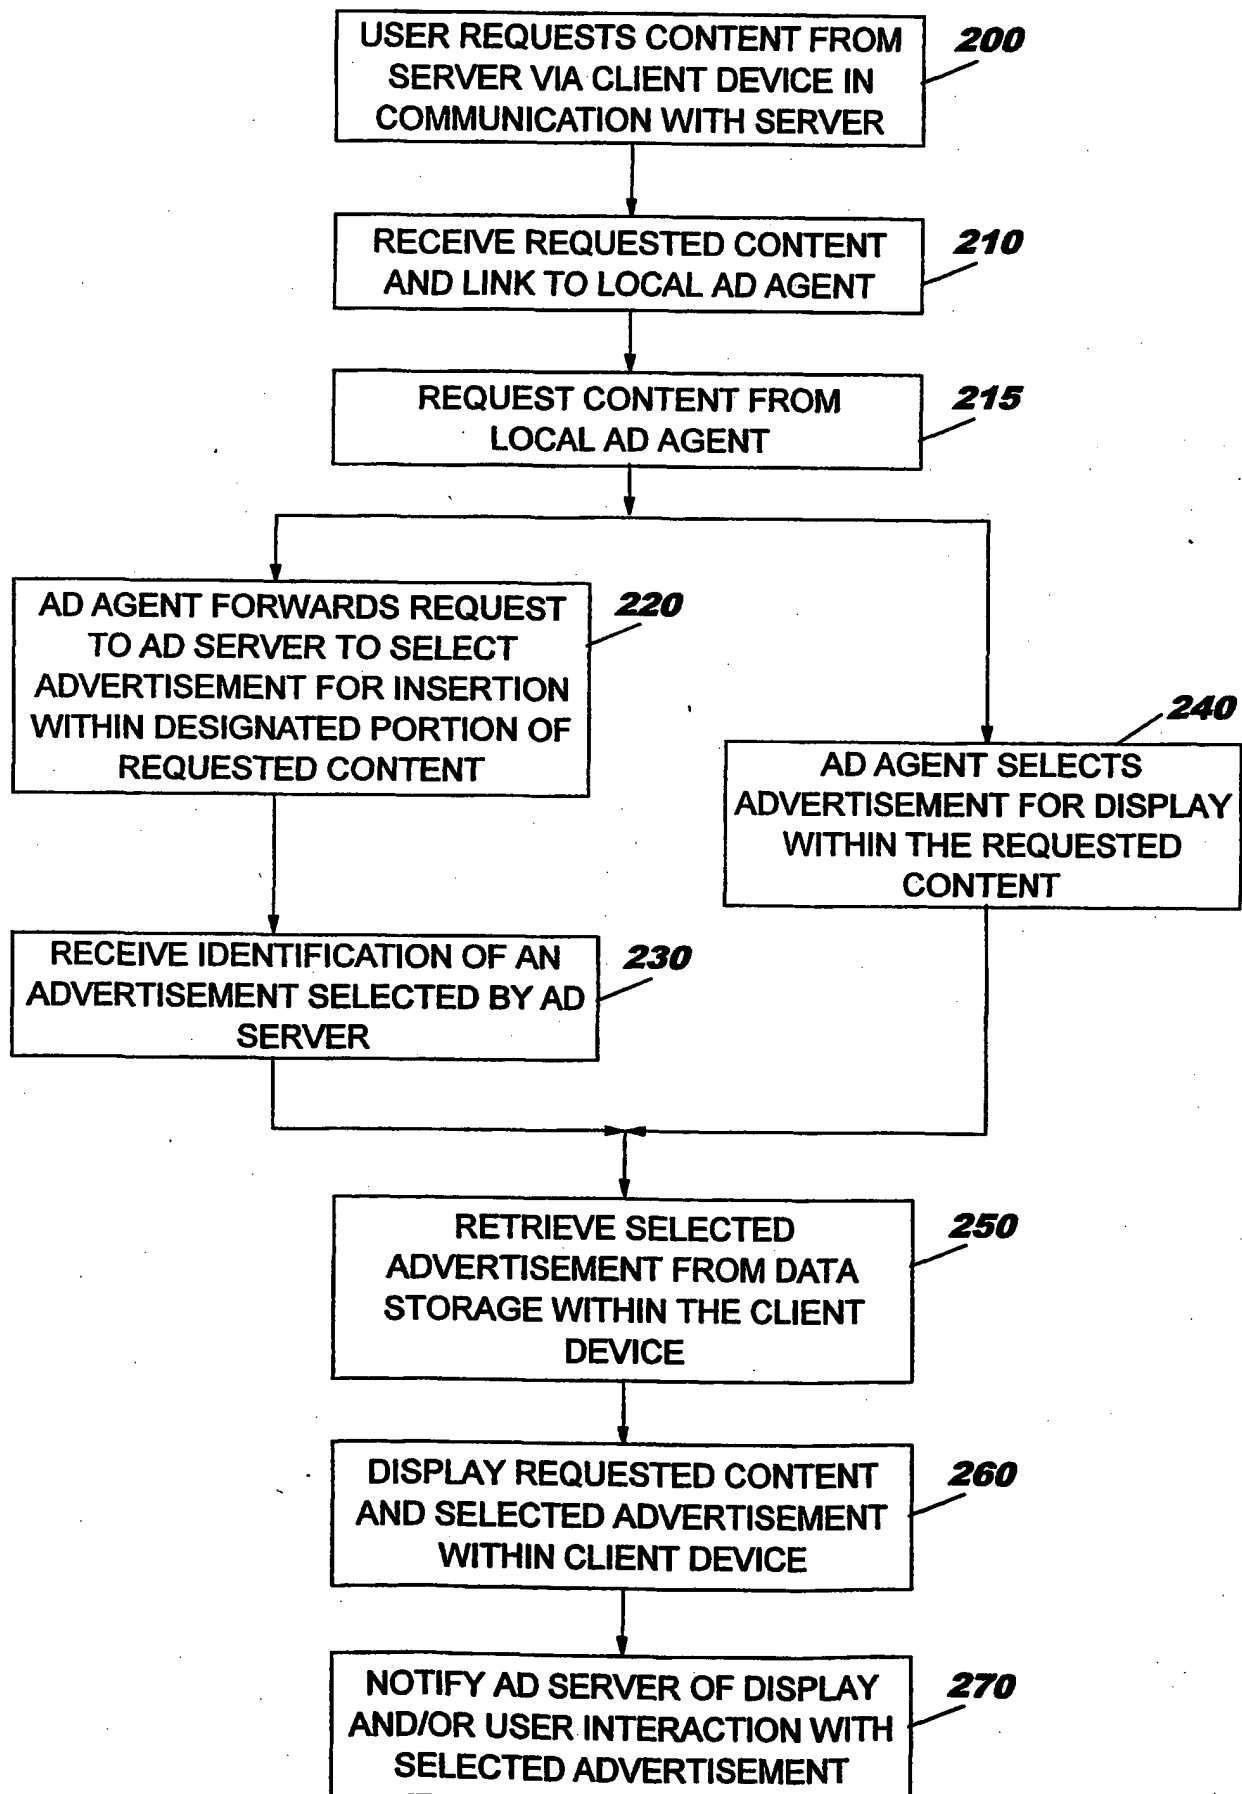 USER REQUESTS CONTENT FROM
SERVER VIA CLIENT DEVICE IN
COMMUNICATION WITH SERVER
200
RECEIVE REQUESTED CONTENT
AND LINK TO LOCAL AD AGENT
210
REQUEST CONTENT FROM
LOCAL AD AGENT
215
AD AGENT FORWARDS REQUEST
TO AD SERVER TO SELECT
ADVERTISEMENT FOR INSERTION
WITHIN DESIGNATED PORTION OF
REQUESTED CONTENT
220
240
AD AGENT SELECTS
ADVERTISEMENT FOR DISPLAY
WITHIN THE REQUESTED
CONTENT
RECEIVE IDENTIFICATION OF AN
ADVERTISEMENT SELECTED BY AD
SERVER
230
RETRIEVE SELECTED
ADVERTISEMENT FROM DATA
STORAGE WITHIN THE CLIENT
DEVICE
250
DISPLAY REQUESTED CONTENT
AND SELECTED ADVERTISEMENT
WITHIN CLIENT DEVICE
260
NOTIFY AD SERVER OF DISPLAY
AND/OR USER INTERACTION WITH
SELECTED ADVERTISEMENT
270